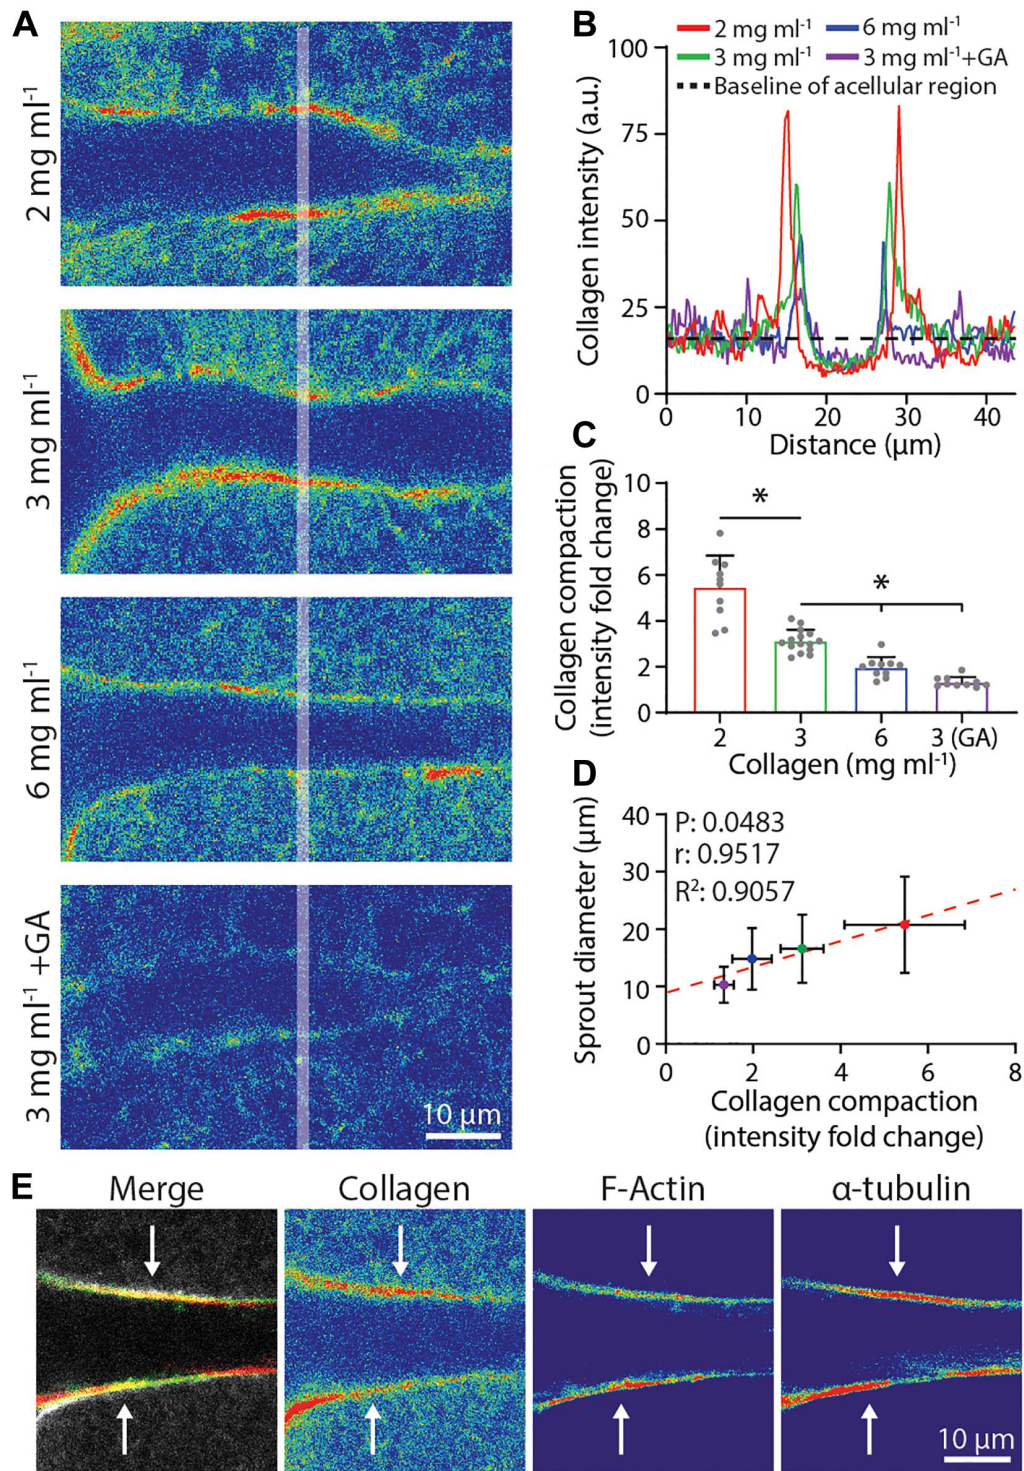 A
2 mg ml-1
3 mg ml-1
6 mg ml-1
3 mg ml-1 +GA
10 µm
B
2 mg ml-1
6 mg ml-1
3 mg ml-1
3 mg ml-1+GA
Baseline of acellular region
Collagen intensity (a.u.)
100
75
50
25
0
0 10 20 30 40
Distance (µm)
C
Collagen compaction
(intensity fold change)
10
8
6
4
2
0
*
*
2 3 6 3 (GA)
Collagen (mg ml-1)
D
Sprout diameter (µm)
40
30
20
10
0
P: 0.0483
r: 0.9517
R2: 0.9057
0 2 4 6 8
Collagen compaction
(intensity fold change)
E
Merge Collagen F-Actin α-tubulin
10 µm